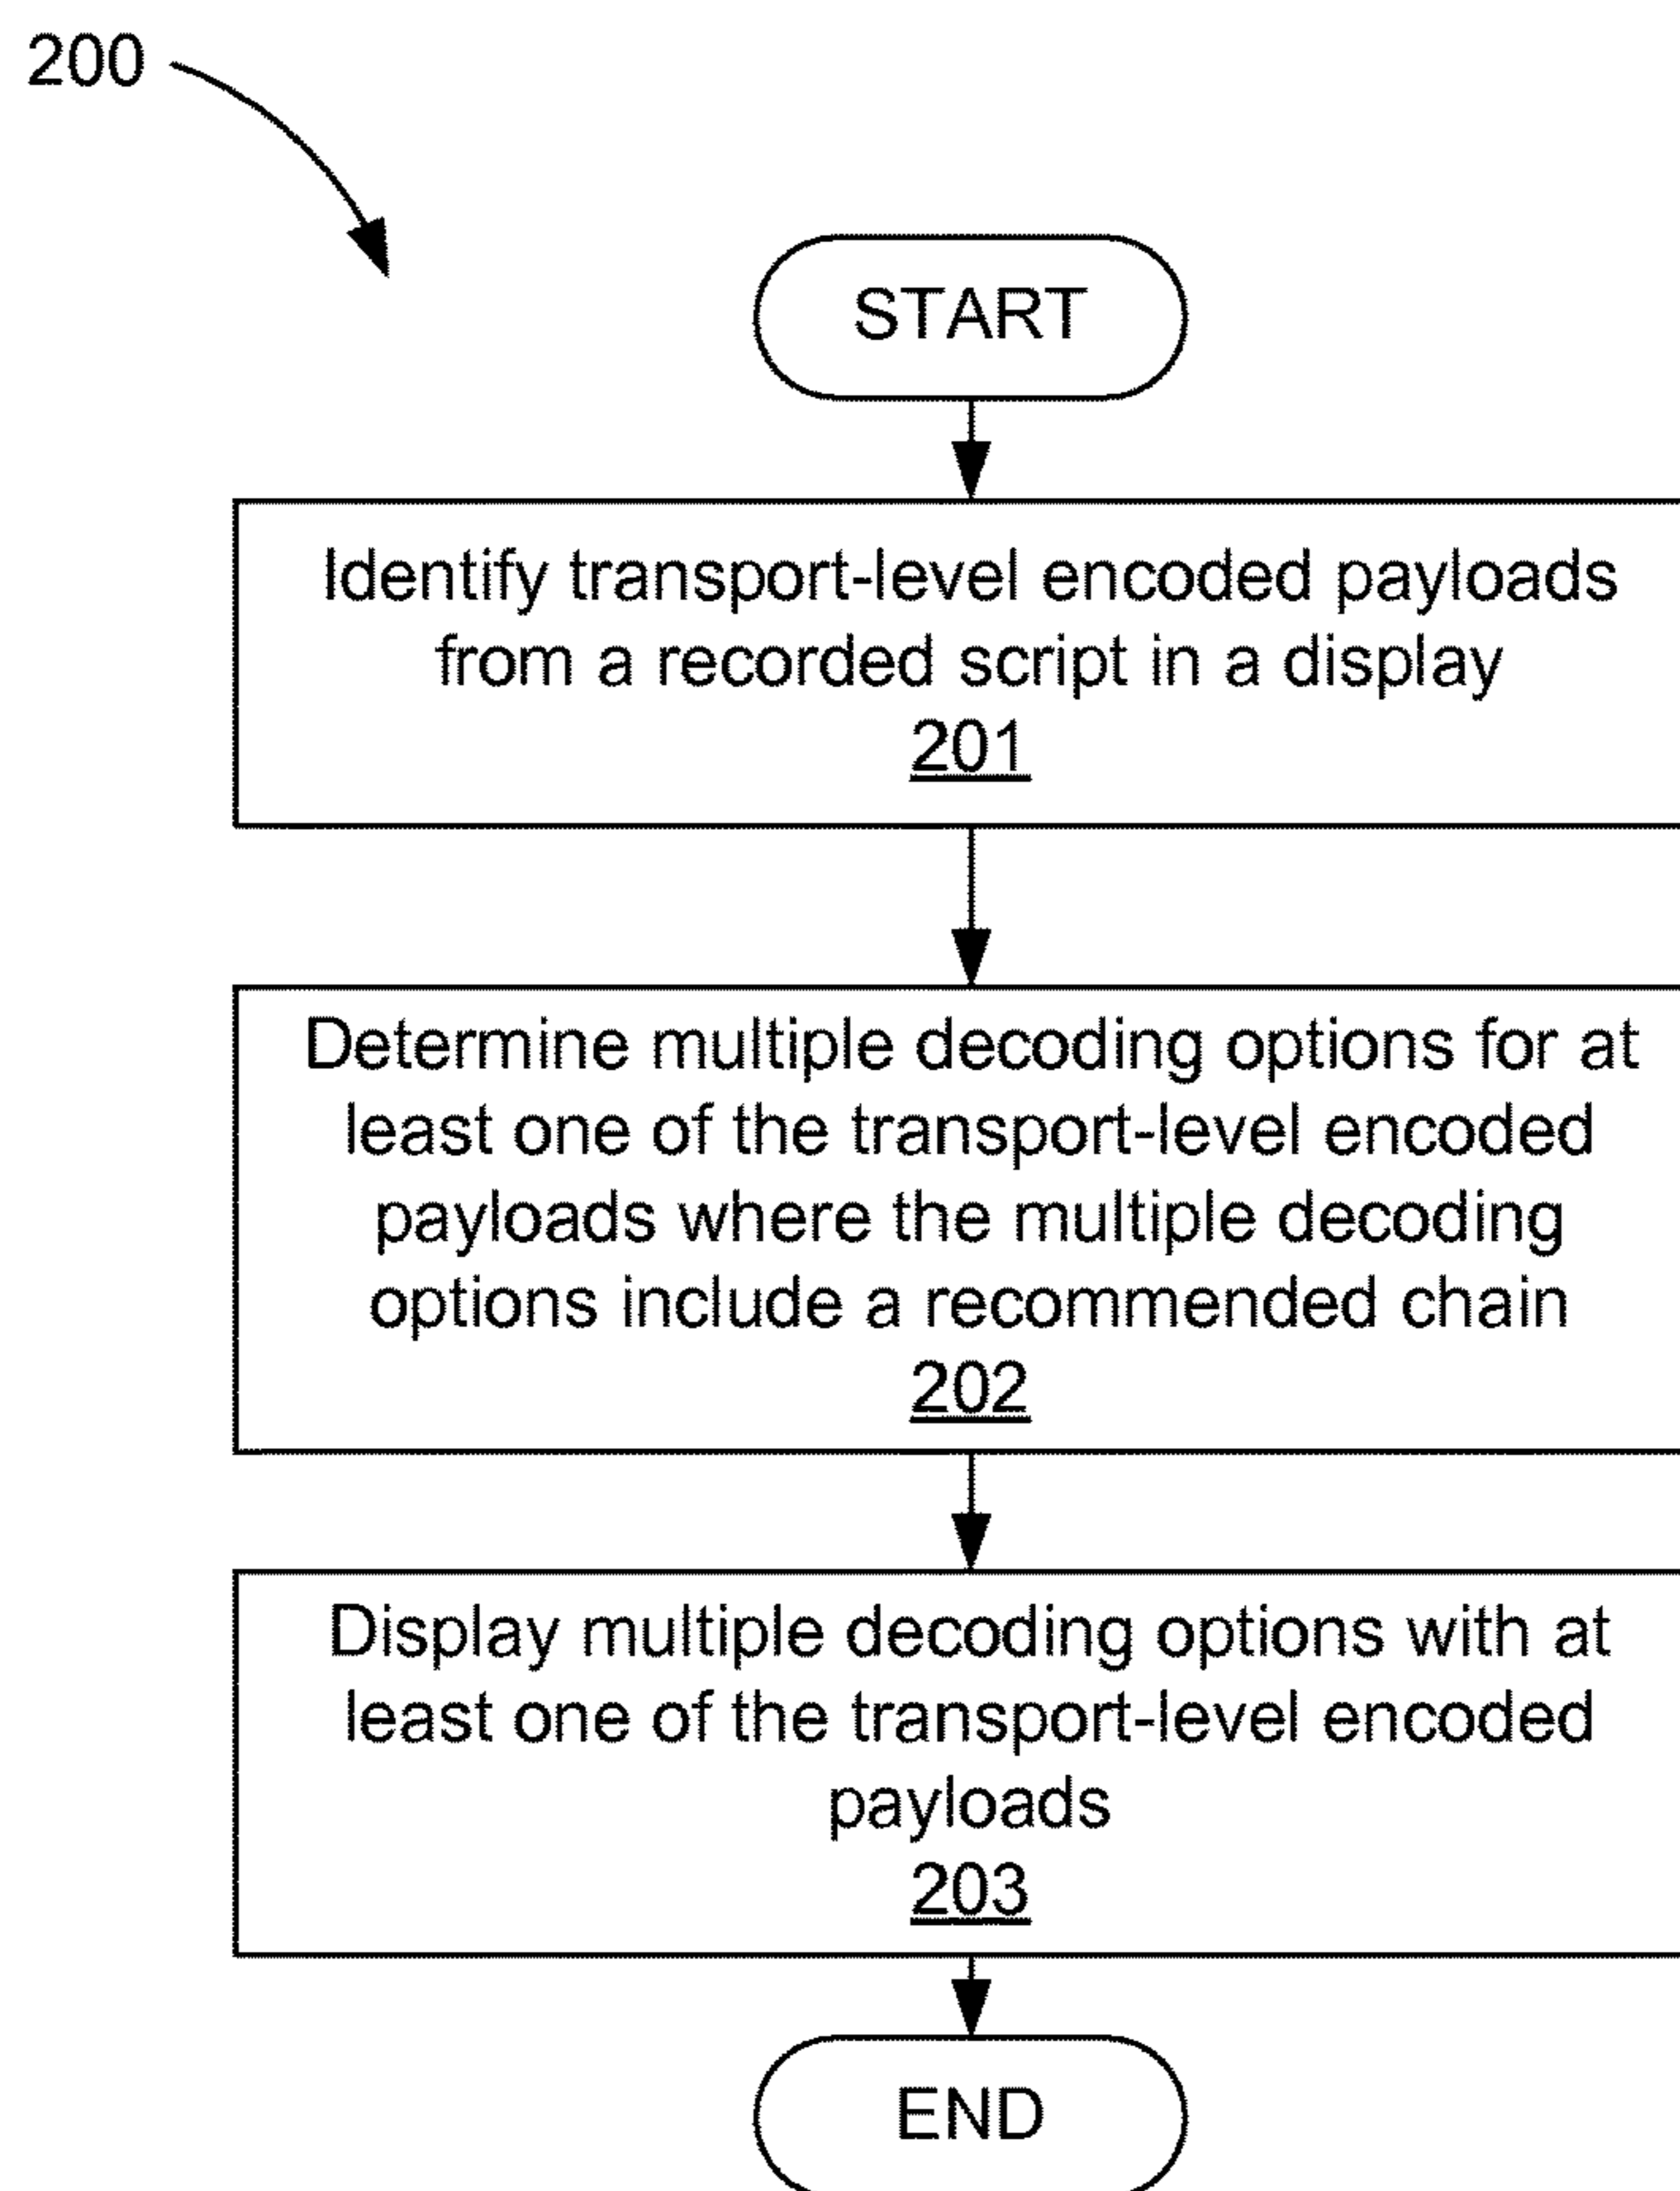 200
START
Identify transport-level encoded payloads
from a recorded script in a display
201
Determine multiple decoding options for at
least one of the transport-level encoded
payloads where the multiple decoding
options include a recommended chain
202
Display multiple decoding options with at
least one of the transport-level encoded
payloads
203
END